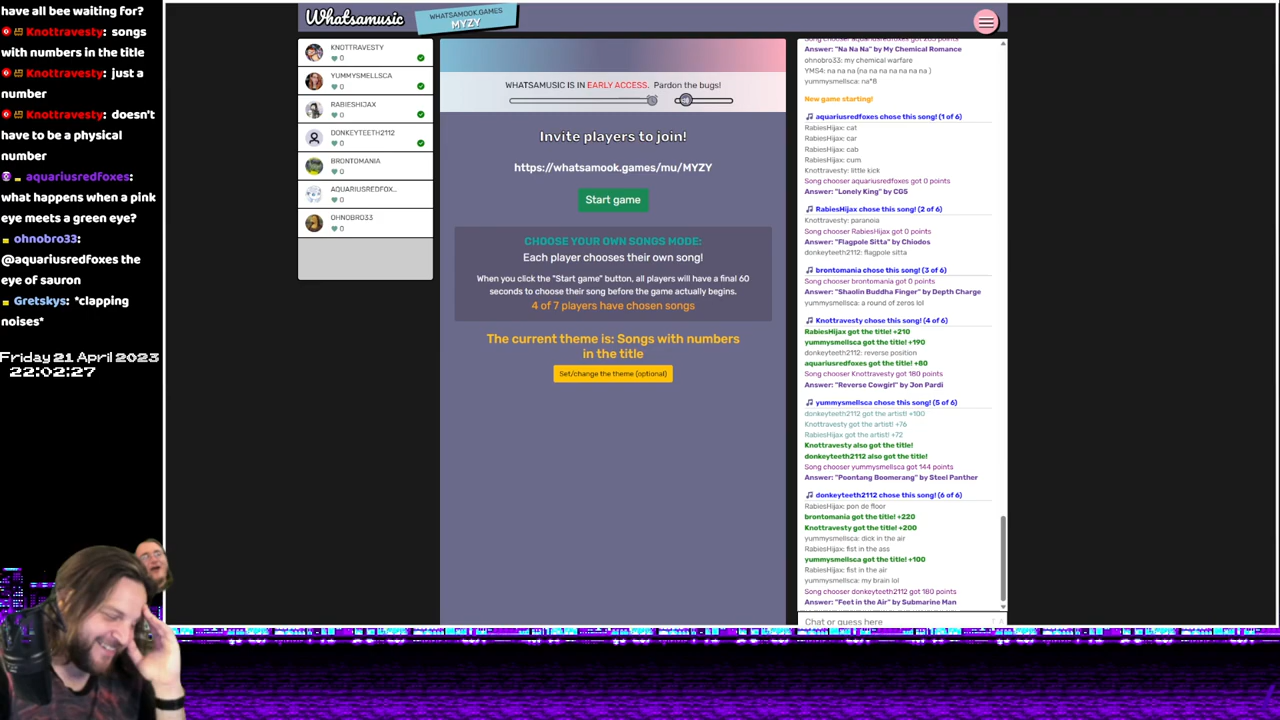 have all bee waiting for?
Knottravesty: songs
with numbers in the title
Knottravesty: just a
number
Knottravesty: doesn't
have to be a physical
number
aquariusredfoxes:
what happens when a
eye meets a green eye?
ohnobro33:
@aquariusredfoxes the
eye of sauron
Gretskys: *clapping
noises*
Friday 21 April 2023
22:02:27
Whatsamusic
WHATSAMOOK.GAMES
MYZY
KNOTTRAVESTY
0
YUMMYSMELLSCA
0
RABIESHIJAX
0
DONKEYTEETH2112
0
BRONTOMANIA
0
AQUARIUSREDFOX...
0
OHNOBRO33
0
WHATSAMUSIC IS IN EARLY ACCESS. Pardon the bugs!
Invite players to join!
https://whatsamook.games/mu/MYZY
Start game
CHOOSE YOUR OWN SONGS MODE:
Each player chooses their own song!
When you click the "Start game" button, all players will have a final 60
seconds to choose their song before the game actually begins.
4 of 7 players have chosen songs
The current theme is: Songs with numbers
in the title
Set/change the theme (optional)
Answer: "Na Na Na" by My Chemical Romance
ohnobro33: my chemical warfare
YMS4: na na na (na na na na na na na )
yummysmellsca: na*8
New game starting!
aquariusredfoxes chose this song! (1 of 6)
RabiesHijax: cat
RabiesHijax: car
RabiesHijax: cab
RabiesHijax: cum
Knottravesty: little kick
Song chooser aquariusredfoxes got 0 points
Answer: "Lonely King" by CG5
RabiesHijax chose this song! (2 of 6)
Knottravesty: paranoia
Song chooser RabiesHijax got 0 points
Answer: "Flagpole Sitta" by Chiodos
donkeyteeth2112: flagpole sitta
brontomania chose this song! (3 of 6)
Song chooser brontomania got 0 points
Answer: "Shaolin Buddha Finger" by Depth Charge
yummysmellsca: a round of zeros lol
Knottravesty chose this song! (4 of 6)
RabiesHijax got the title! +210
yummysmellsca got the title! +190
donkeyteeth2112: reverse position
aquariusredfoxes got the title! +80
Song chooser Knottravesty got 180 points
Answer: "Reverse Cowgirl" by Jon Pardi
yummysmellsca chose this song! (5 of 6)
donkeyteeth2112 got the artist! +100
Knottravesty got the artist! +76
RabiesHijax got the artist! +72
Knottravesty also got the title!
donkeyteeth2112 also got the title!
Song chooser yummysmellsca got 144 points
Answer: "Poontang Boomerang" by Steel Panther
donkeyteeth2112 chose this song! (6 of 6)
RabiesHijax: pon de floor
brontomania got the title! +220
Knottravesty got the title! +200
yummysmellsca: dick in the air
RabiesHijax: fist in the ass
yummysmellsca got the title! +100
RabiesHijax: fist in the air
yummysmellsca: my brain lol
Song chooser donkeyteeth2112 got 180 points
Answer: "Feet in the Air" by Submarine Man
Chat or guess here